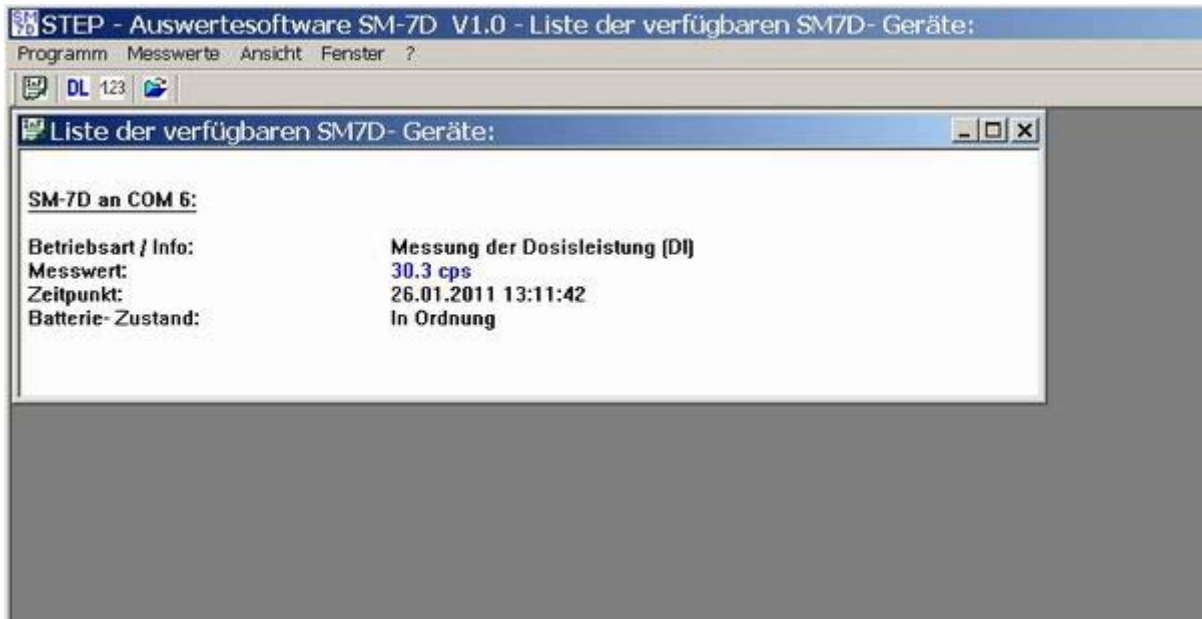 SM 7D STEP - Auswertesoftware SM-7D V1.0 - Liste der verfügbaren SM7D- Geräte:
Programm Messwerte Ansicht Fenster ?
DL 123
Liste der verfügbaren SM7D- Geräte:
SM-7D an COM 6:
Betriebsart / Info: Messung der Dosisleistung (Dl)
Messwert: 30.3 cps
Zeitpunkt: 26.01.2011 13:11:42
Batterie- Zustand: In Ordnung